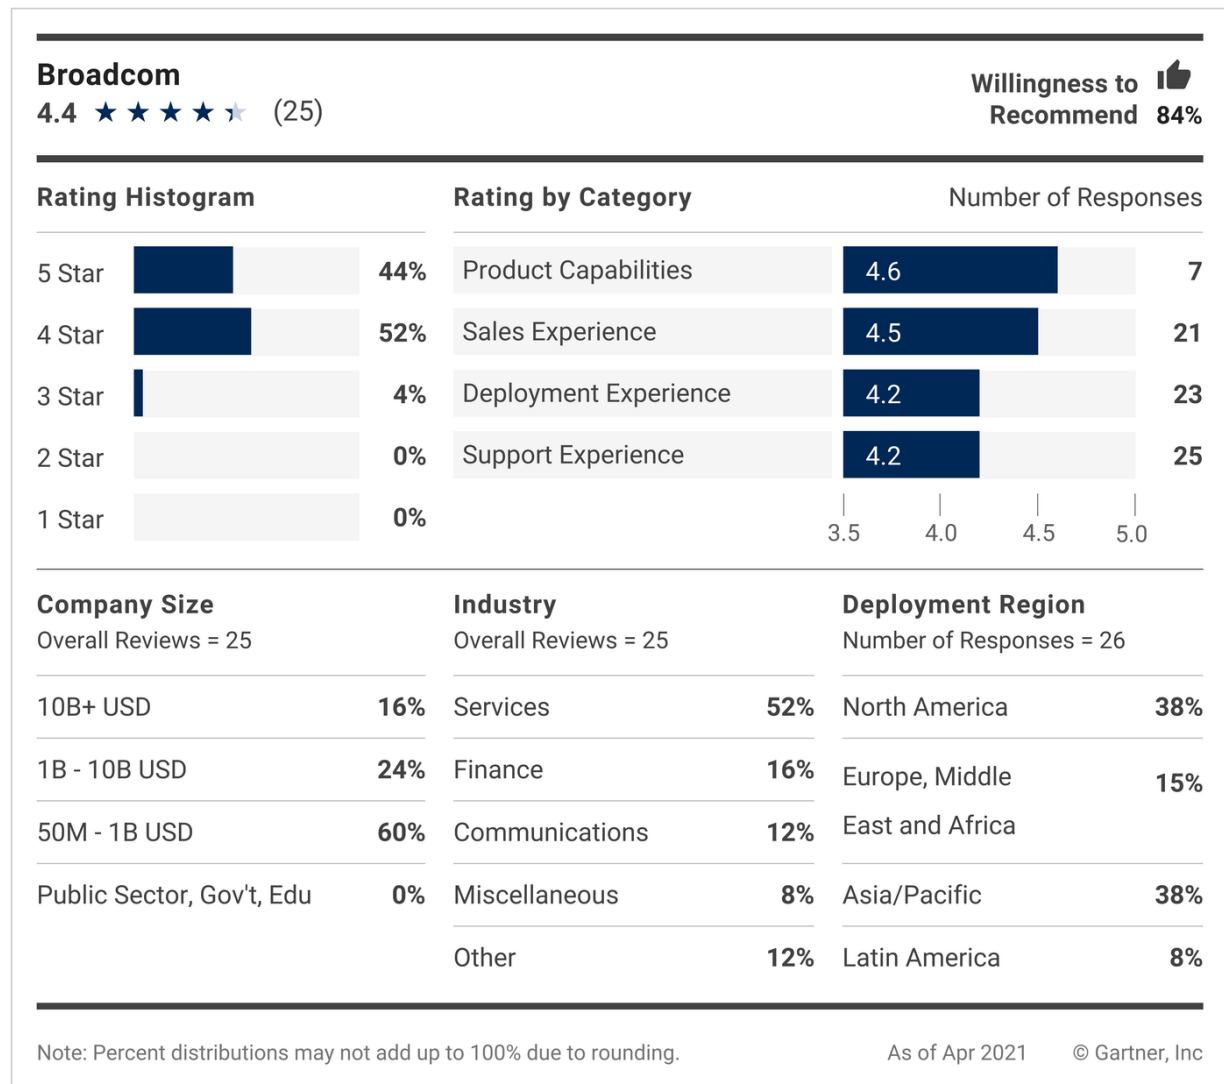 Broadcom
4.4 ★ ★ ★ ★ ★ (25)
Willingness to
Recommend 84%
Rating Histogram
5 Star 44%
4 Star 52%
3 Star 4%
2 Star 0%
1 Star 0%
Rating by Category Number of Responses
Product Capabilities 4.6 7
Sales Experience 4.5 21
Deployment Experience 4.2 23
Support Experience 4.2 25
3.5 4.0 4.5 5.0
Company Size
Overall Reviews = 25
10B+ USD 16%
1B - 10B USD 24%
50M - 1B USD 60%
Public Sector, Gov't, Edu 0%
Industry
Overall Reviews = 25
Services 52%
Finance 16%
Communications 12%
Miscellaneous 8%
Other 12%
Deployment Region
Number of Responses = 26
North America 38%
Europe, Middle 15%
East and Africa
Asia/Pacific 38%
Latin America 8%
Note: Percent distributions may not add up to 100% due to rounding.
As of Apr 2021 © Gartner, Inc